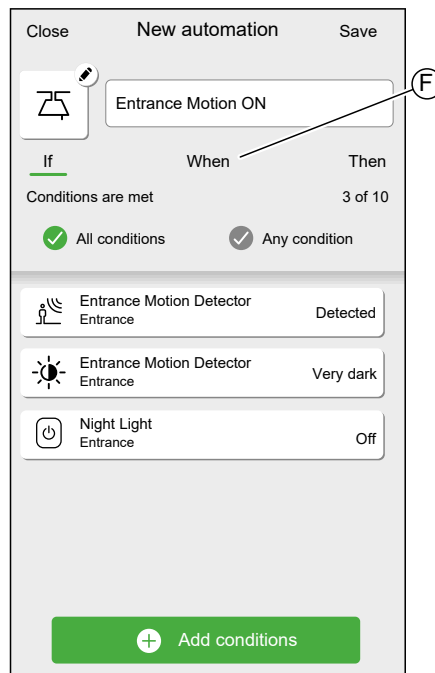 Close New automation Save
Entrance Motion ON
F
If When Then
Conditions are met 3 of 10
All conditions Any condition
Entrance Motion Detector
Entrance Detected
Entrance Motion Detector
Entrance Very dark
Night Light
Entrance Off
Add conditions